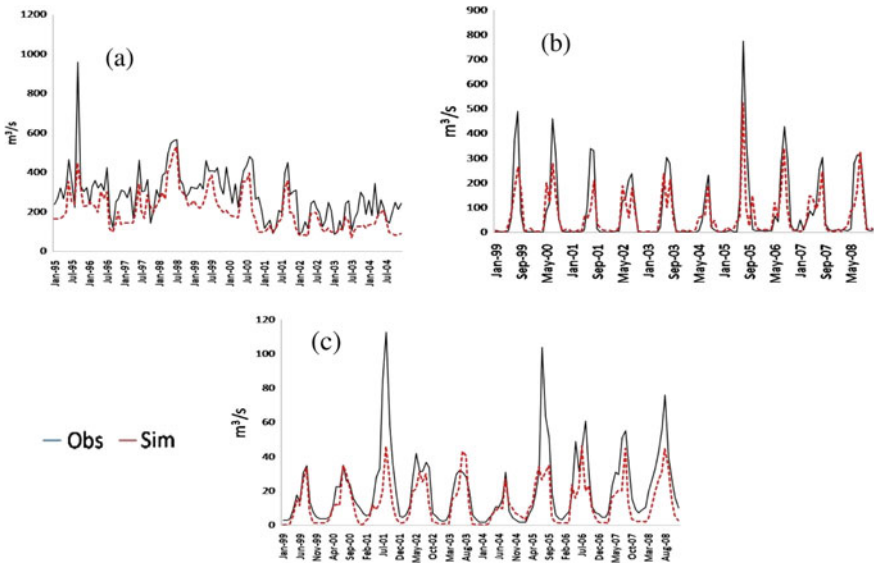 (a)
m³/s
1200
1000
800
600
400
200
0
Jan-95
Jul-95
Jan-96
Jul-96
Jan-97
Jul-97
Jan-98
Jul-98
Jan-99
Jul-99
Jan-00
Jul-00
Jan-01
Jul-01
Jan-02
Jul-02
Jan-03
Jul-03
Jan-04
Jul-04
(b)
m³/s
900
800
700
600
500
400
300
200
100
0
Jan-99
Sep-99
May-00
Jan-01
Sep-01
May-02
Jan-03
Sep-03
May-04
Jan-05
Sep-05
May-06
Jan-07
Sep-07
May-08
Obs Sim
(c)
m³/s
120
100
80
60
40
20
0
Jan-99
Jun-99
Nov-99
Apr-00
Sep-00
Feb-01
Jul-01
Dec-01
May-02
Oct-02
Mar-03
Aug-03
Jan-04
Jun-04
Nov-04
Apr-05
Sep-05
Feb-06
Jul-06
Dec-06
May-07
Oct-07
Mar-08
Aug-08